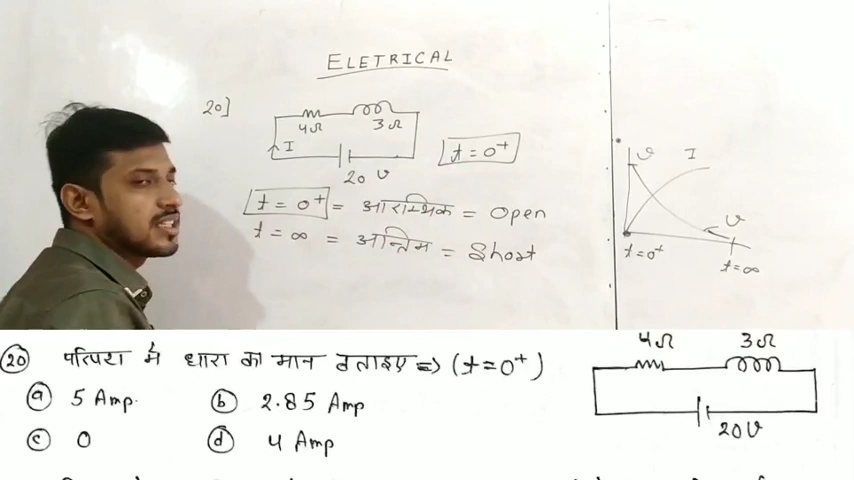 ELETRICAL
20]
4Ω 3Ω
I
20 V
t = 0⁺
t = 0⁺ = आरम्भिक = Open
t = ∞ = अन्तिम = Short
V I
V
t=0⁺
t=∞
20 परिपथ में धारा का मान बताइए ⇒ (t=0⁺)
4Ω 3Ω
20V
a 5 Amp.
b 2.85 Amp
c 0
d 4 Amp